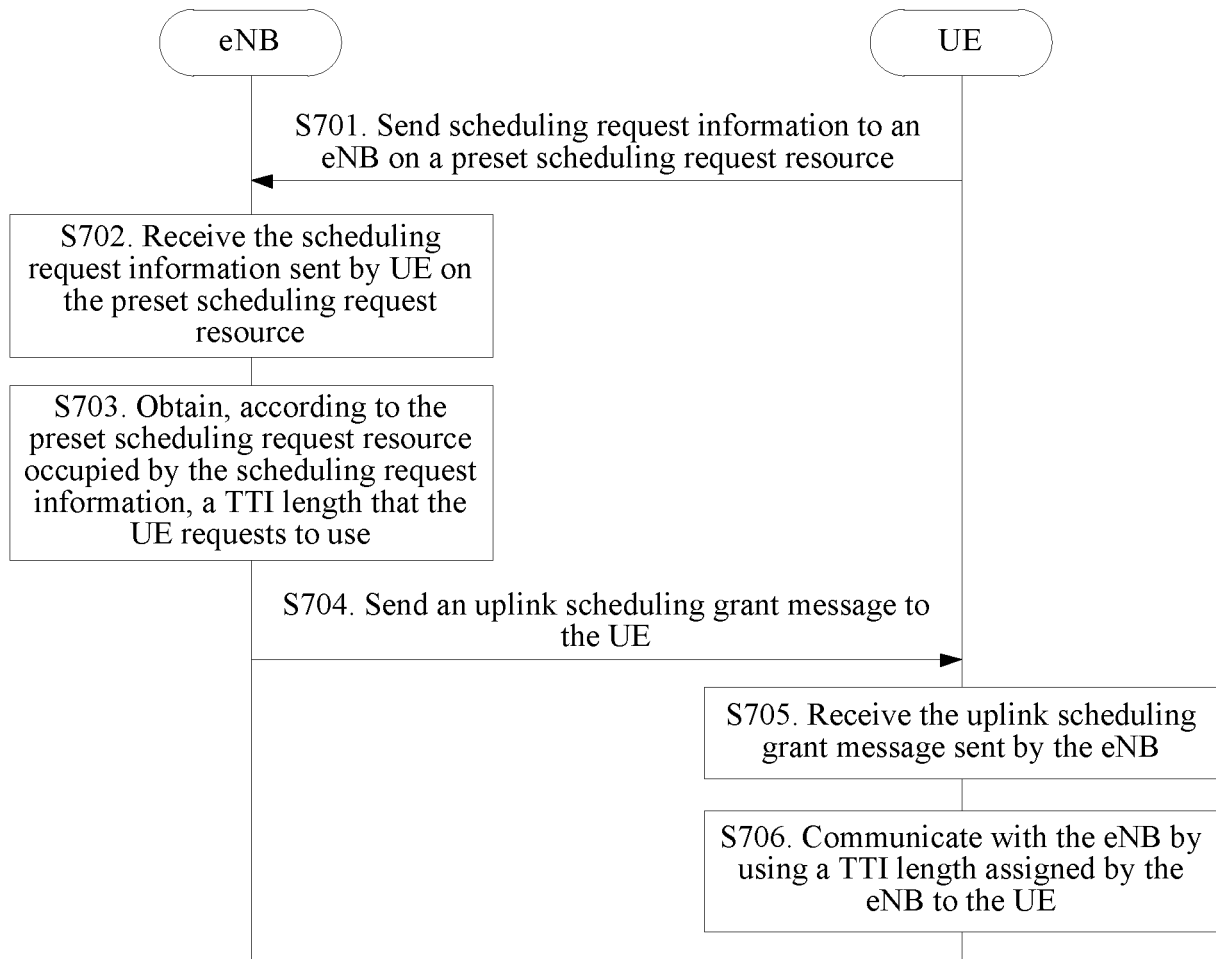 eNB
UE
S701. Send scheduling request information to an
eNB on a preset scheduling request resource
S702. Receive the scheduling
request information sent by UE on
the preset scheduling request
resource
S703. Obtain, according to the
preset scheduling request resource
occupied by the scheduling request
information, a TTI length that the
UE requests to use
S704. Send an uplink scheduling grant message to
the UE
S705. Receive the uplink scheduling
grant message sent by the eNB
S706. Communicate with the eNB by
using a TTI length assigned by the
eNB to the UE